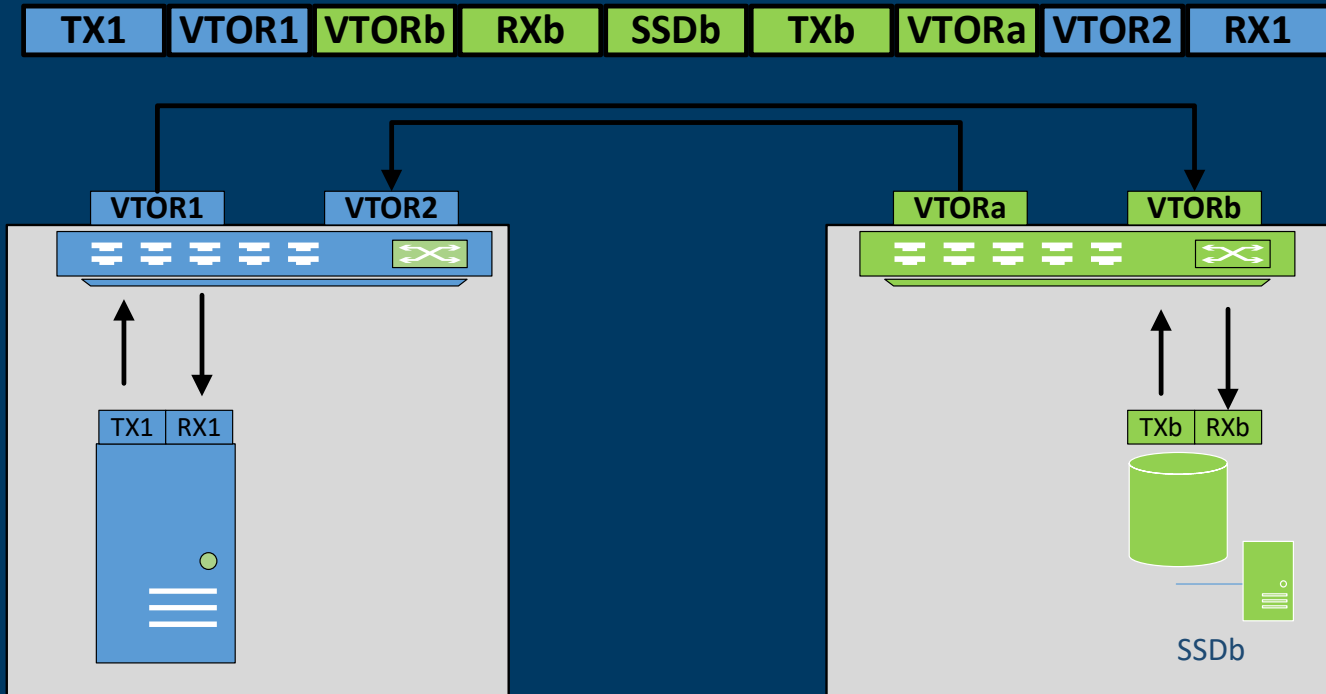 TX1 VTOR1 VTORb RXb SSDb TXb VTORa VTOR2 RX1
VTOR1 VTOR2 VTORa VTORb
TX1 RX1 TXb RXb
SSDb